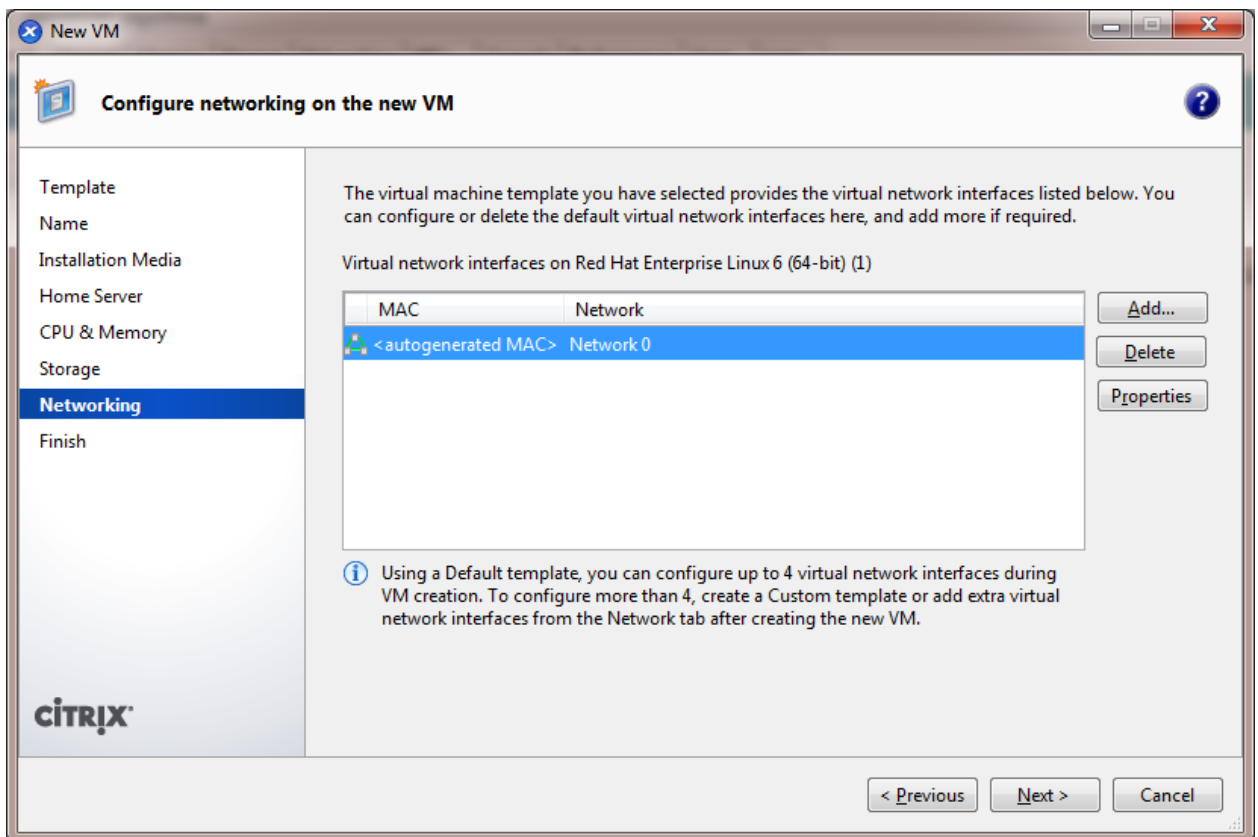 New VM
Configure networking on the new VM
?
Template
Name
Installation Media
Home Server
CPU & Memory
Storage
Networking
Finish
CITRIX
The virtual machine template you have selected provides the virtual network interfaces listed below. You
can configure or delete the default virtual network interfaces here, and add more if required.
Virtual network interfaces on Red Hat Enterprise Linux 6 (64-bit) (1)
MAC Network
<autogenerated MAC> Network 0
Add...
Delete
Properties
Using a Default template, you can configure up to 4 virtual network interfaces during
VM creation. To configure more than 4, create a Custom template or add extra virtual
network interfaces from the Network tab after creating the new VM.
< Previous Next > Cancel